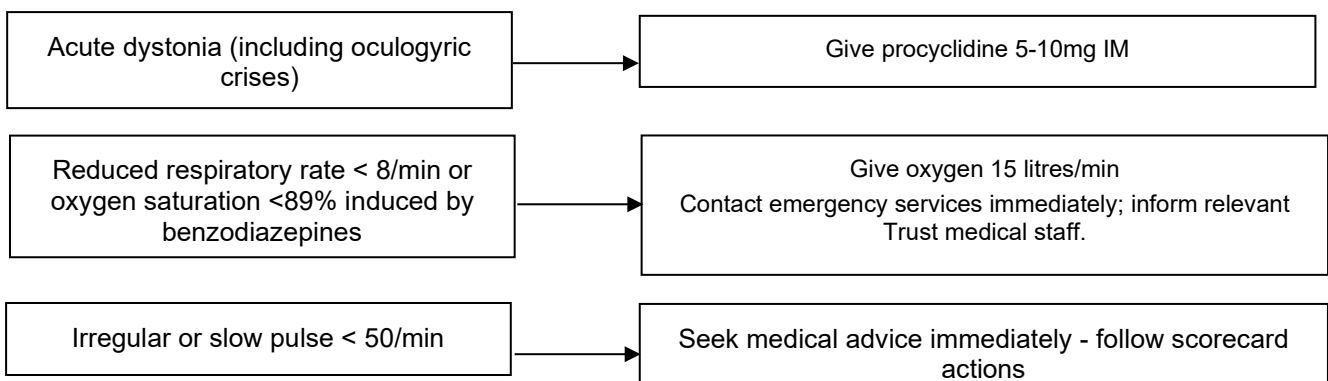 Acute dystonia (including oculogyric
crises)
Give procyclidine 5-10mg IM
Reduced respiratory rate < 8/min or
oxygen saturation <89% induced by
benzodiazepines
Give oxygen 15 litres/min
Contact emergency services immediately; inform relevant
Trust medical staff.
Irregular or slow pulse < 50/min
Seek medical advice immediately - follow scorecard
actions